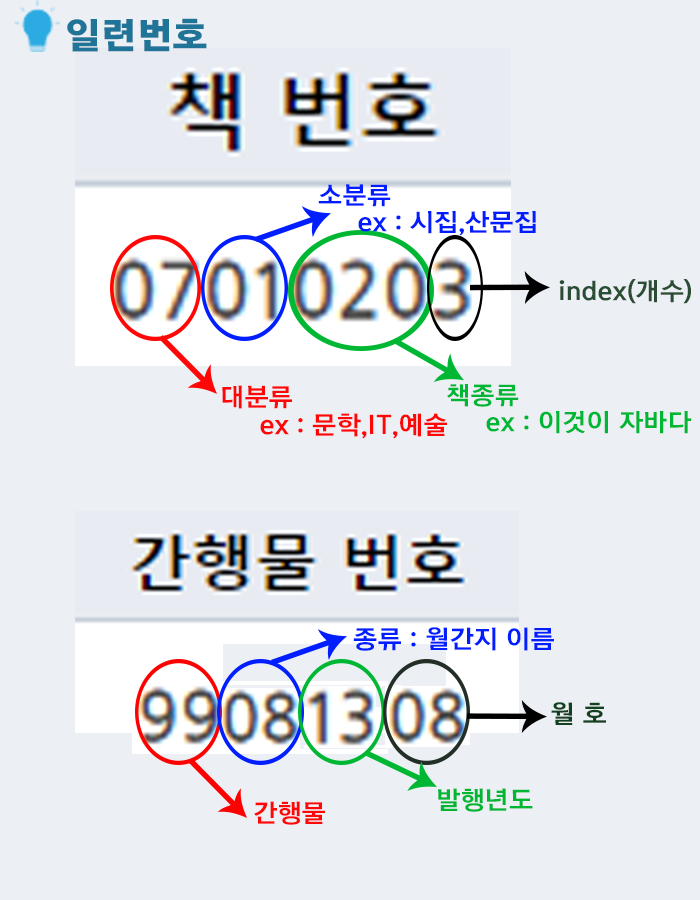 일련번호
책 번호
소분류
ex : 시집,산문집
07010203
index(개수)
대분류
ex : 문학,IT,예술
책종류
ex : 이것이 자바다
간행물 번호
종류 : 월간지 이름
99081308
월 호
발행년도
간행물